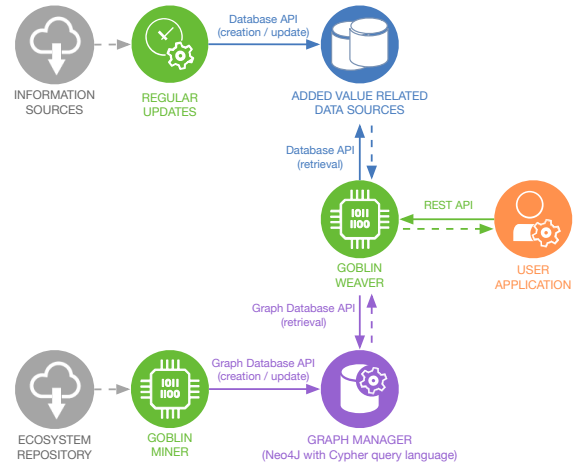 Database API
(creation / update)
INFORMATION
SOURCES
REGULAR
UPDATES
ADDED VALUE RELATED
DATA SOURCES
Database API
(retrieval)
1011
1100
REST API
GOBLIN
WEAVER
USER
APPLICATION
Graph Database API
(retrieval)
Graph Database API
(creation / update)
1011
1100
ECOSYSTEM
REPOSITORY
GOBLIN
MINER
GRAPH MANAGER
(Neo4J with Cypher query language)